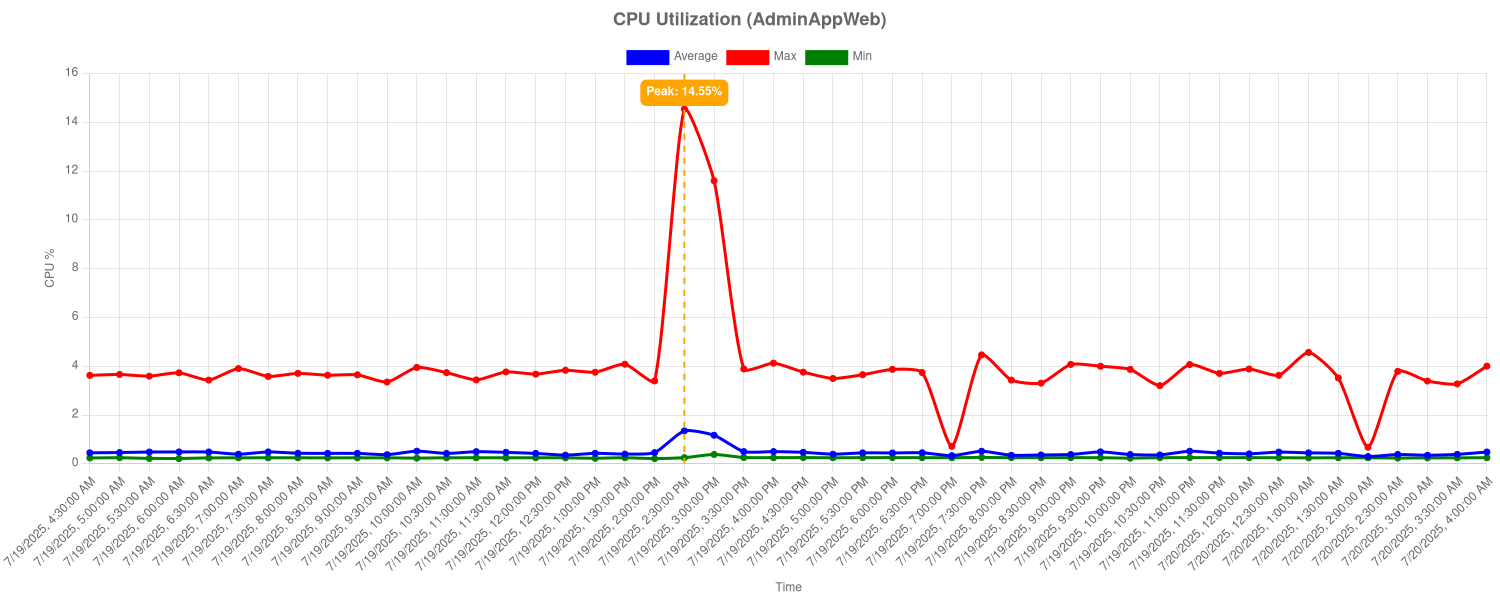 CPU Utilization (AdminAppWeb)
Average Max Min
Peak: 14.55%
16
14
12
10
8
6
4
2
0
CPU %
7/19/2025, 4:30:00 AM
7/19/2025, 5:00:00 AM
7/19/2025, 5:30:00 AM
7/19/2025, 6:00:00 AM
7/19/2025, 6:30:00 AM
7/19/2025, 7:00:00 AM
7/19/2025, 7:30:00 AM
7/19/2025, 8:00:00 AM
7/19/2025, 8:30:00 AM
7/19/2025, 9:00:00 AM
7/19/2025, 9:30:00 AM
7/19/2025, 10:00:00 AM
7/19/2025, 10:30:00 AM
7/19/2025, 11:00:00 AM
7/19/2025, 11:30:00 AM
7/19/2025, 12:00:00 PM
7/19/2025, 12:30:00 PM
7/19/2025, 1:00:00 PM
7/19/2025, 1:30:00 PM
7/19/2025, 2:00:00 PM
7/19/2025, 2:30:00 PM
7/19/2025, 3:00:00 PM
7/19/2025, 3:30:00 PM
7/19/2025, 4:00:00 PM
7/19/2025, 4:30:00 PM
7/19/2025, 5:00:00 PM
7/19/2025, 5:30:00 PM
7/19/2025, 6:00:00 PM
7/19/2025, 6:30:00 PM
7/19/2025, 7:00:00 PM
7/19/2025, 7:30:00 PM
7/19/2025, 8:00:00 PM
7/19/2025, 8:30:00 PM
7/19/2025, 9:00:00 PM
7/19/2025, 9:30:00 PM
7/19/2025, 10:00:00 PM
7/19/2025, 10:30:00 PM
7/19/2025, 11:00:00 PM
7/19/2025, 11:30:00 PM
7/20/2025, 12:00:00 AM
7/20/2025, 12:30:00 AM
7/20/2025, 1:00:00 AM
7/20/2025, 1:30:00 AM
7/20/2025, 2:00:00 AM
7/20/2025, 2:30:00 AM
7/20/2025, 3:00:00 AM
7/20/2025, 3:30:00 AM
7/20/2025, 4:00:00 AM
Time